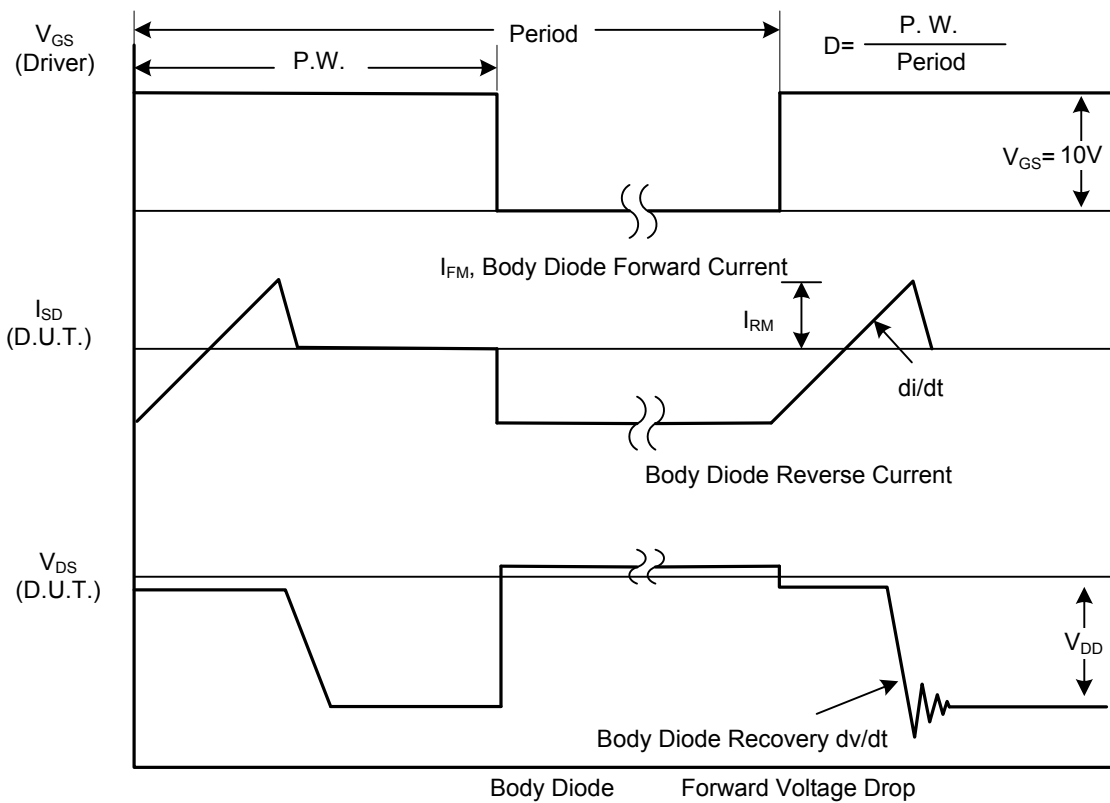 V_GS
(Driver)
Period
P.W.
D= P. W.
Period
V_GS= 10V
I_FM, Body Diode Forward Current
I_SD
(D.U.T.)
I_RM
di/dt
Body Diode Reverse Current
V_DS
(D.U.T.)
V_DD
Body Diode Recovery dv/dt
Body Diode Forward Voltage Drop